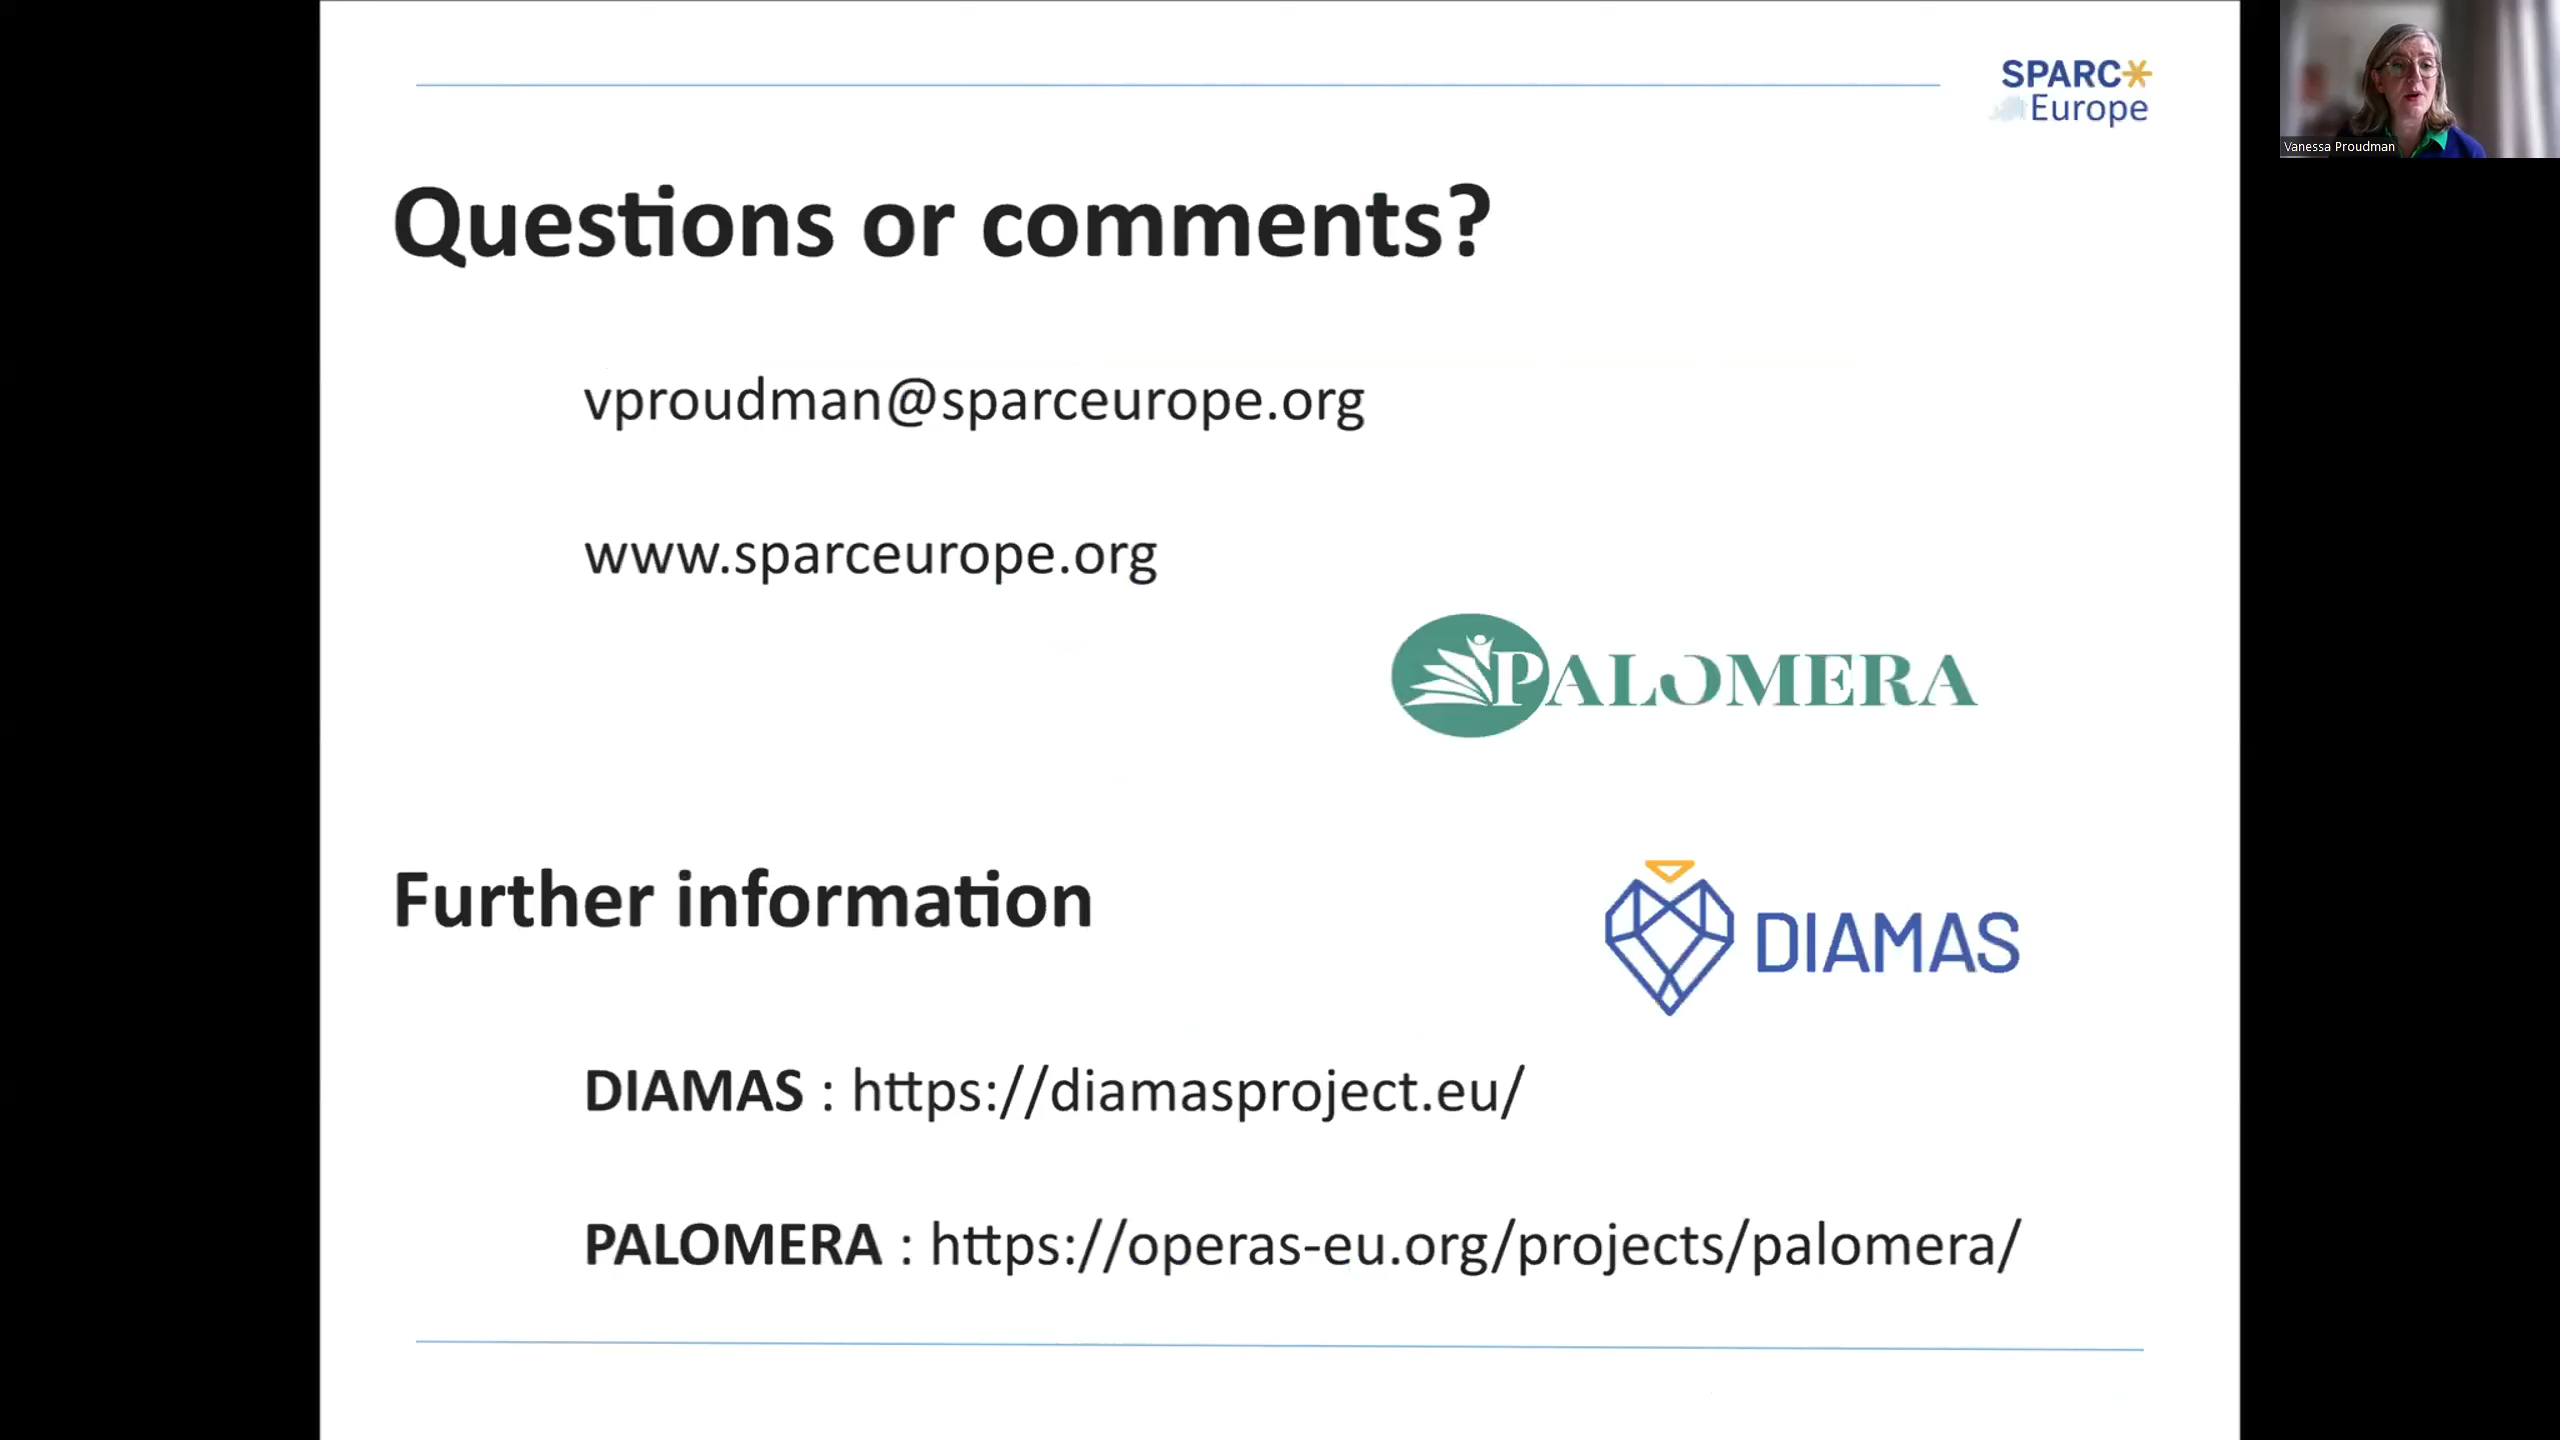 SPARC
Europe
Vanessa Proudman
Questions or comments?
vproudman@sparceurope.org
www.sparceurope.org
PALOMERA
Further information
DIAMAS
DIAMAS : https://diamasproject.eu/
PALOMERA : https://operas-eu.org/projects/palomera/